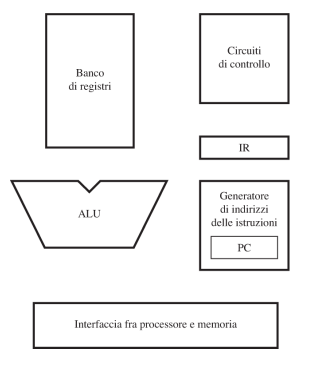 Banco
di registri
Circuiti
di controllo
IR
ALU
Generatore
di indirizzi
delle istruzioni
PC
Interfaccia fra processore e memoria